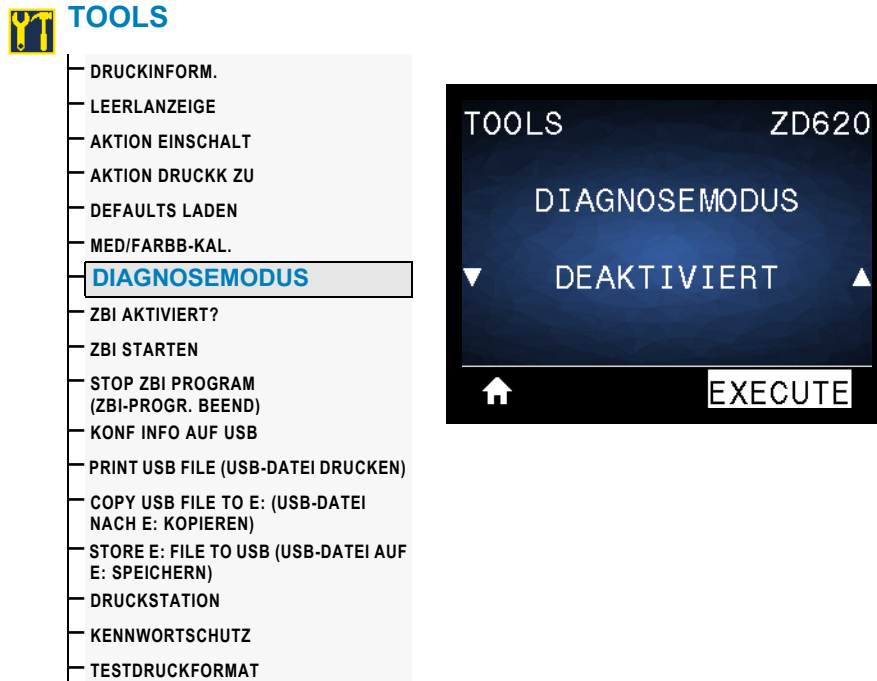 TOOLS
DRUCKINFORM.
LEERLANZEIGE
AKTION EINSCHALT
AKTION DRUCKK ZU
DEFAULTS LADEN
MED/FARBB-KAL.
DIAGNOSEMODUS
ZBI AKTIVIERT?
ZBI STARTEN
STOP ZBI PROGRAM
(ZBI-PROGR. BEEND)
KONF INFO AUF USB
PRINT USB FILE (USB-DATEI DRUCKEN)
COPY USB FILE TO E: (USB-DATEI
NACH E: KOPIEREN)
STORE E: FILE TO USB (USB-DATEI AUF
E: SPEICHERN)
DRUCKSTATION
KENNWORTSCHUTZ
TESTDRUCKFORMAT
TOOLS ZD620
DIAGNOSEMODUS
DEAKTIVIERT
EXECUTE